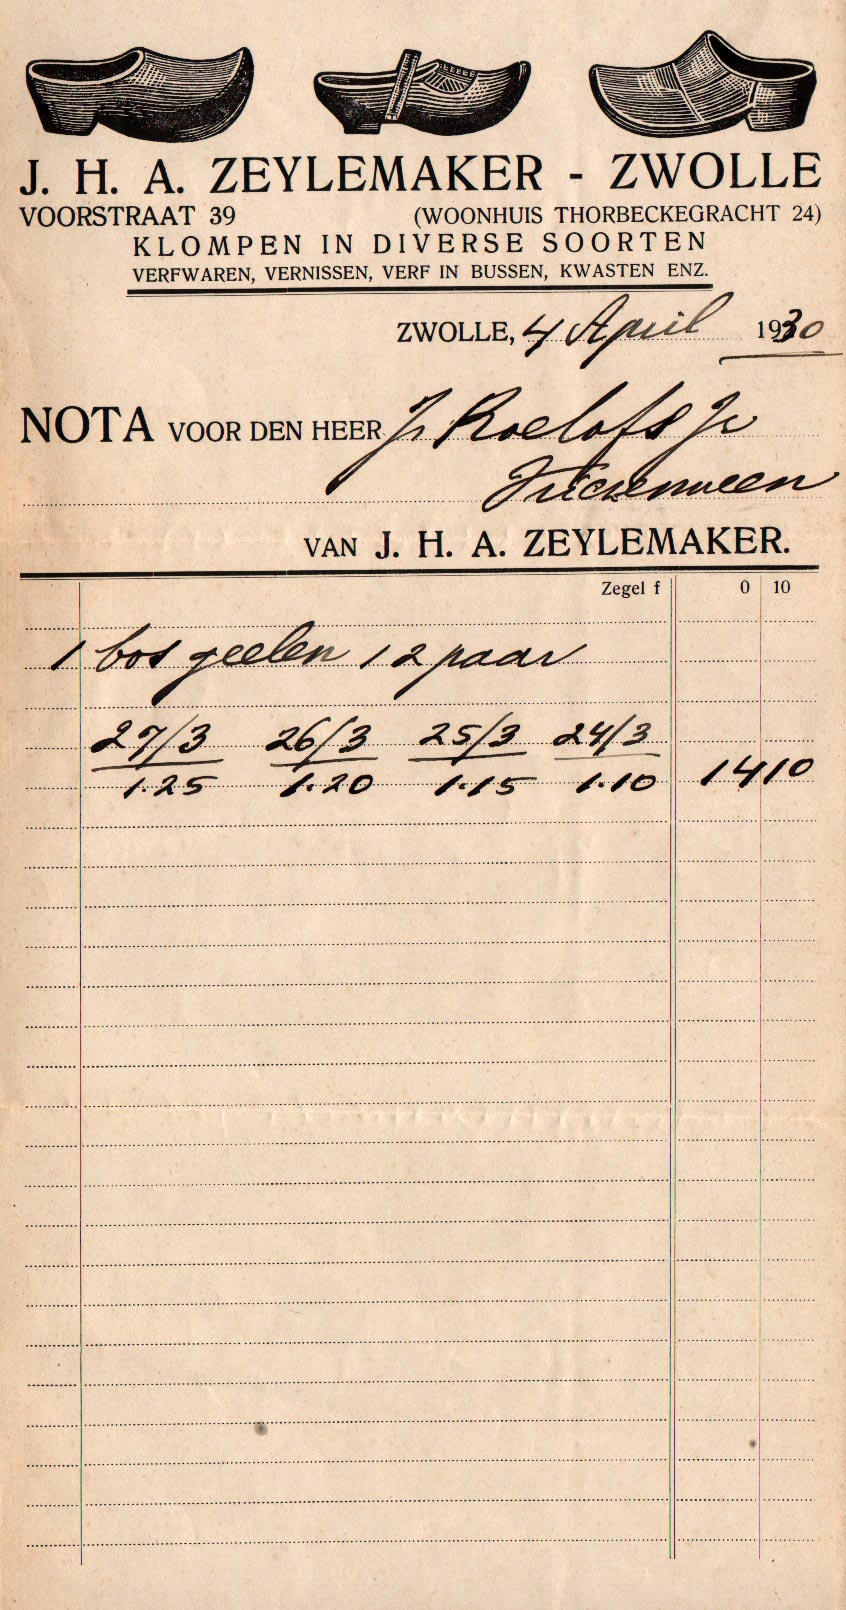 J. H. A. ZEYLEMAKER - ZWOLLE
VOORSTRAAT 39 (WOONHUIS THORBECKEGRACHT 24)
KLOMPEN IN DIVERSE SOORTEN
VERFWAREN, VERNISSEN, VERF IN BUSSEN, KWASTEN ENZ.
ZWOLLE, 4 April 1930
NOTA VOOR DEN HEER Jr Roelofs Jr
VAN J. H. A. ZEYLEMAKER.
Zegel f 0 10
1 bos geelen 12 paar
27/3 26/3 25/3 24/3
1.25 1.20 1.15 1.10 14 10